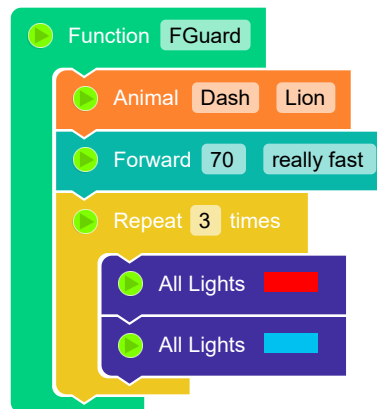 Function FGuard
Animal Dash Lion
Forward 70 really fast
Repeat 3 times
All Lights
All Lights